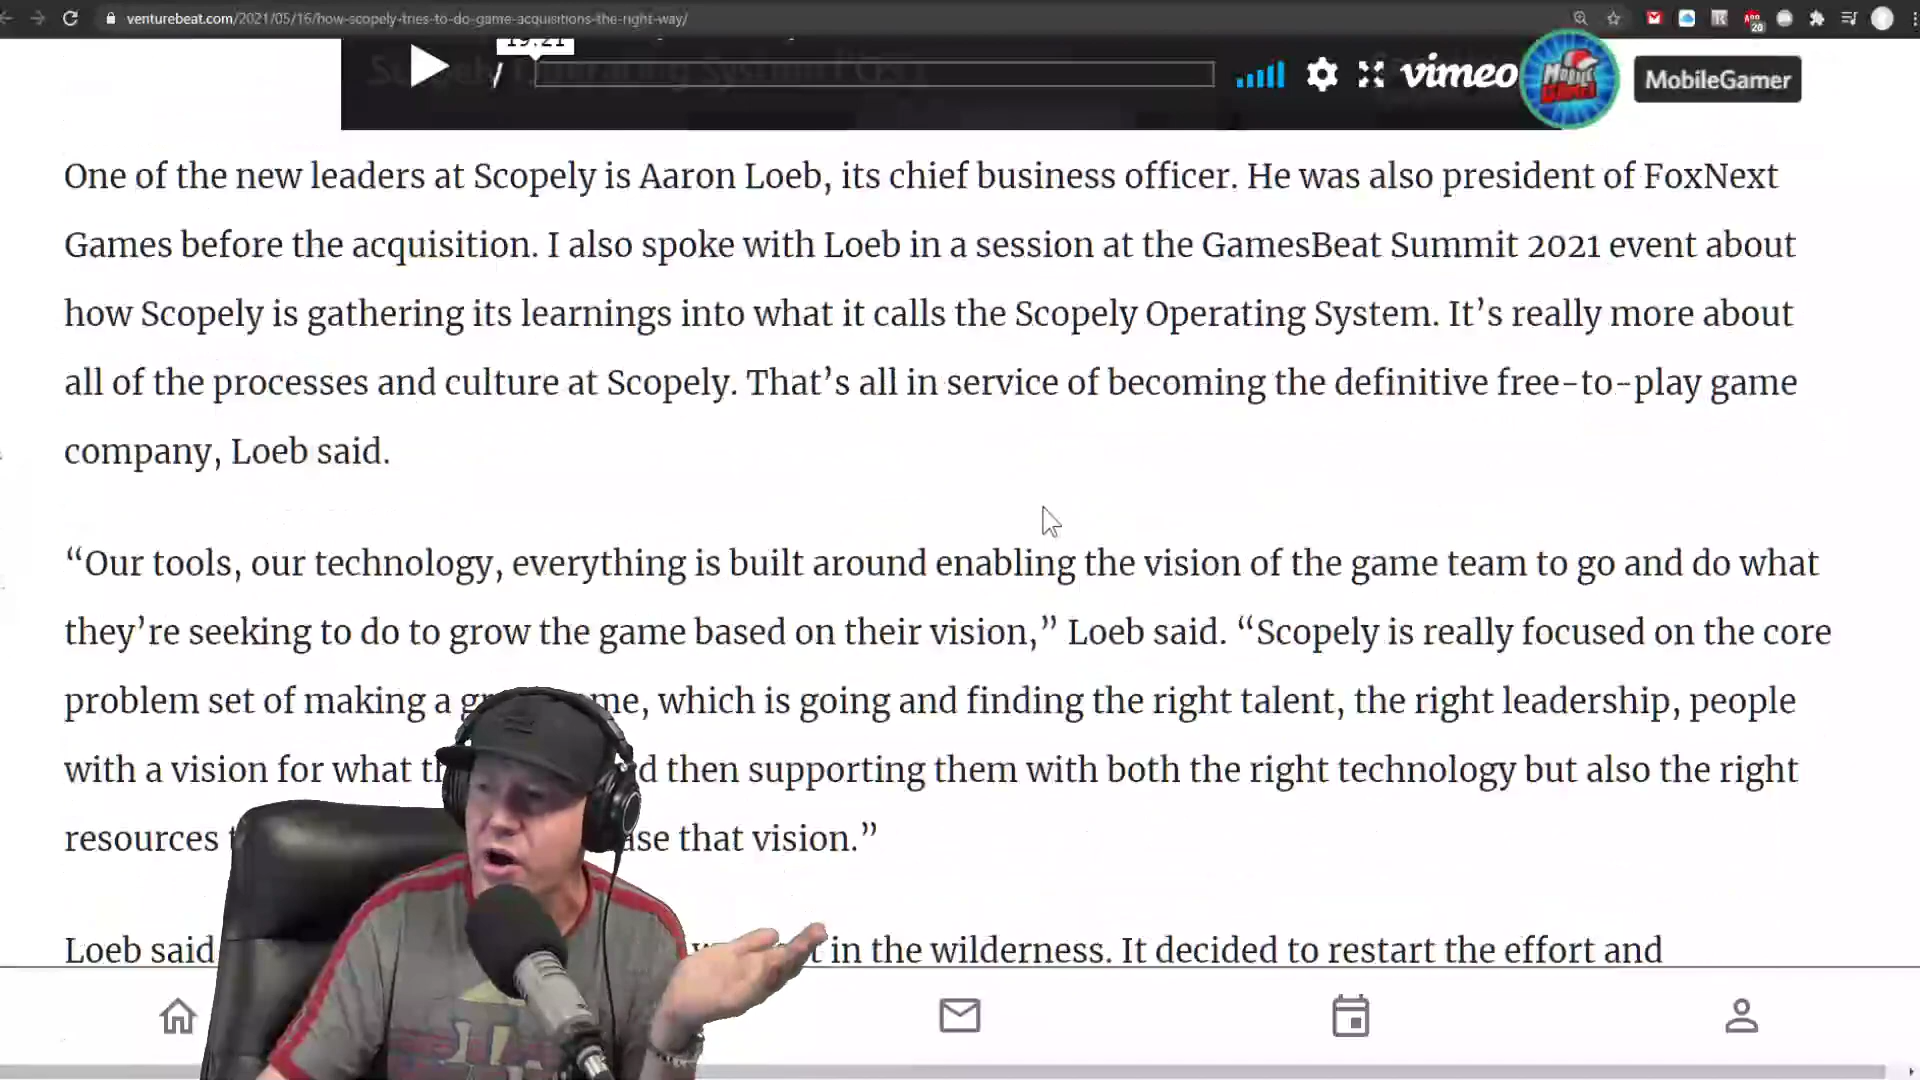 venturebeat.com/2021/05/16/how-scopely-tries-to-do-game-acquisitions-the-right-way/
20
19:21
/
vimeo
MOBILE GAMER
MobileGamer
One of the new leaders at Scopely is Aaron Loeb, its chief business officer. He was also president of FoxNext
Games before the acquisition. I also spoke with Loeb in a session at the GamesBeat Summit 2021 event about
how Scopely is gathering its learnings into what it calls the Scopely Operating System. It’s really more about
all of the processes and culture at Scopely. That’s all in service of becoming the definitive free-to-play game
company, Loeb said.
“Our tools, our technology, everything is built around enabling the vision of the game team to go and do what
they’re seeking to do to grow the game based on their vision,” Loeb said. “Scopely is really focused on the core
problem set of making a me, which is going and finding the right talent, the right leadership, people
with a vision for what d then supporting them with both the right technology but also the right
resources ase that vision.”
Loeb said in the wilderness. It decided to restart the effort and